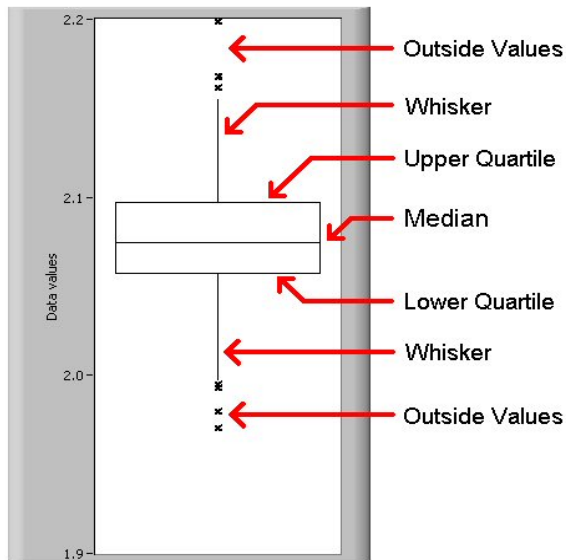 2.2
Outside Values
Whisker
Upper Quartile
2.1
Median
Data values
Lower Quartile
Whisker
2.0
Outside Values
1.9